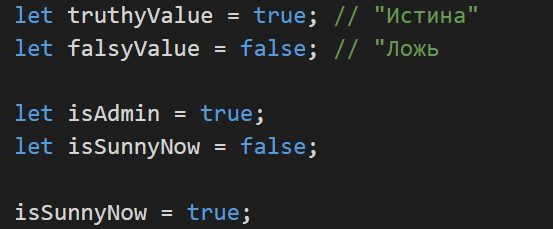 let truthyValue = true; // "Истина"
let falsyValue = false; // "Ложь
let isAdmin = true;
let isSunnyNow = false;
isSunnyNow = true;